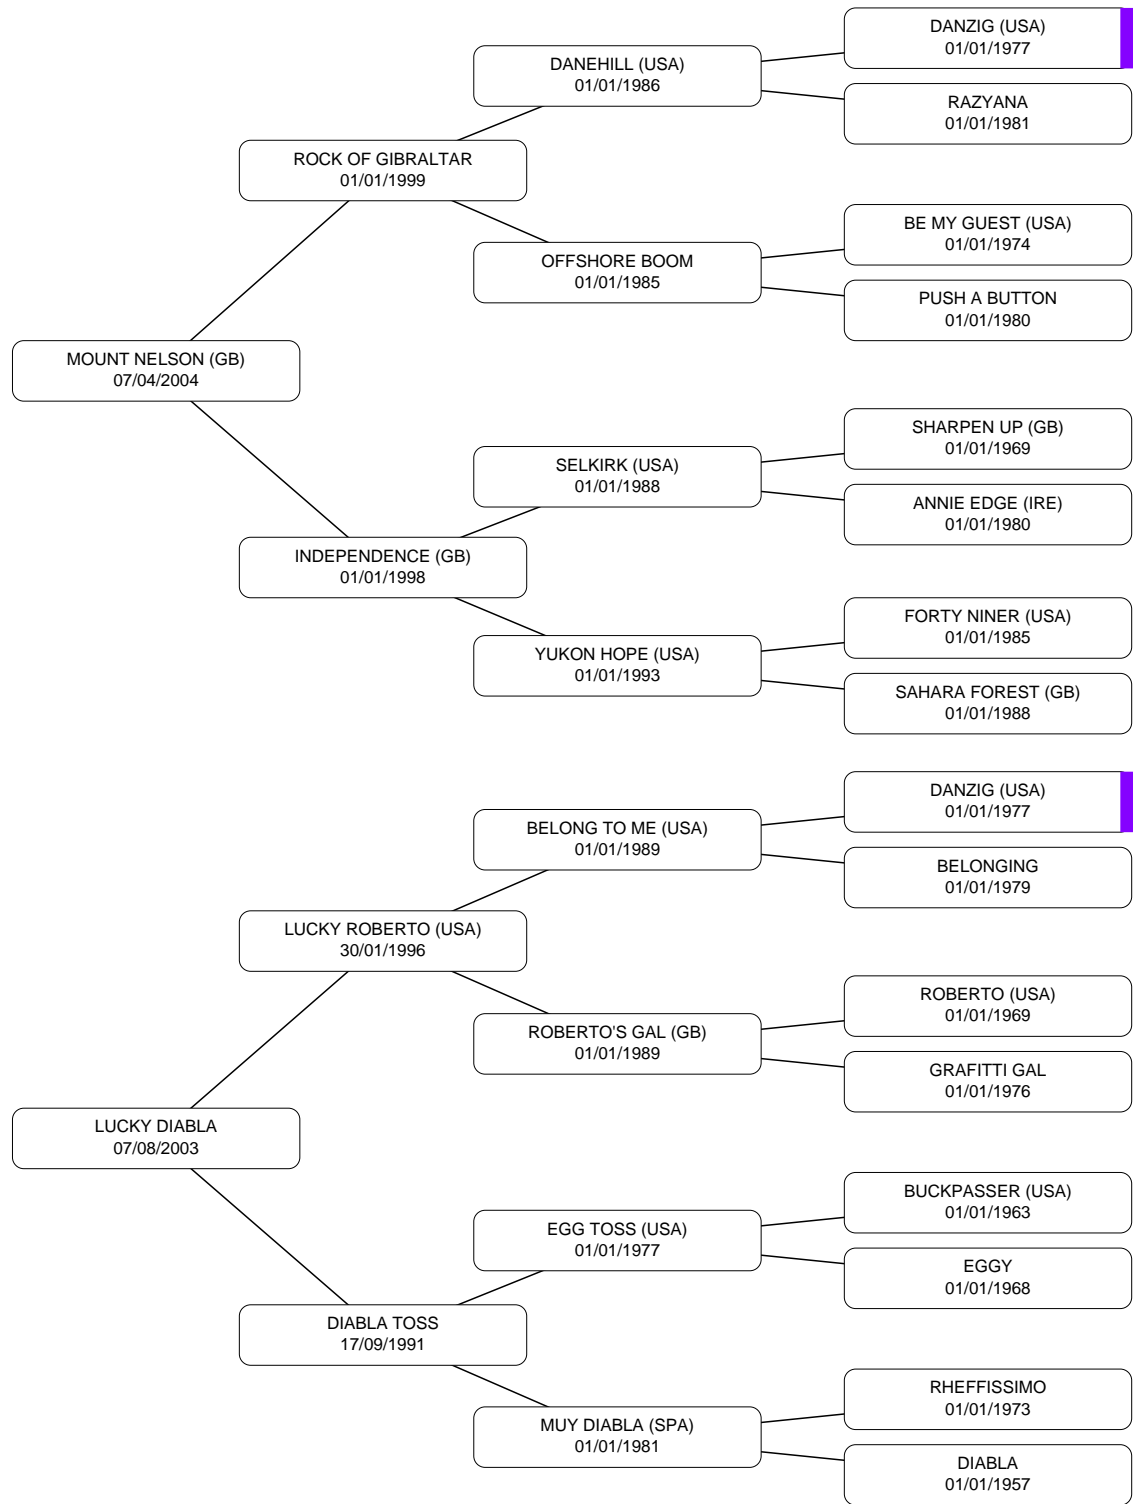 DANZIG (USA)
01/01/1977
DANEHILL (USA)
01/01/1986
RAZYANA
01/01/1981
ROCK OF GIBRALTAR
01/01/1999
BE MY GUEST (USA)
01/01/1974
OFFSHORE BOOM
01/01/1985
PUSH A BUTTON
01/01/1980
MOUNT NELSON (GB)
07/04/2004
SHARPEN UP (GB)
01/01/1969
SELKIRK (USA)
01/01/1988
ANNIE EDGE (IRE)
01/01/1980
INDEPENDENCE (GB)
01/01/1998
FORTY NINER (USA)
01/01/1985
YUKON HOPE (USA)
01/01/1993
SAHARA FOREST (GB)
01/01/1988
DANZIG (USA)
01/01/1977
BELONG TO ME (USA)
01/01/1989
BELONGING
01/01/1979
LUCKY ROBERTO (USA)
30/01/1996
ROBERTO (USA)
01/01/1969
ROBERTO'S GAL (GB)
01/01/1989
GRAFITTI GAL
01/01/1976
LUCKY DIABLA
07/08/2003
BUCKPASSER (USA)
01/01/1963
EGG TOSS (USA)
01/01/1977
EGGY
01/01/1968
DIABLA TOSS
17/09/1991
RHEFFISSIMO
01/01/1973
MUY DIABLA (SPA)
01/01/1981
DIABLA
01/01/1957